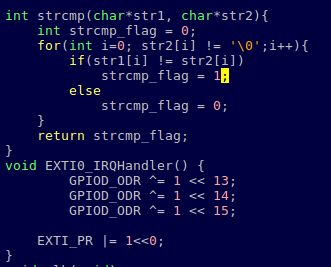 int strcmp(char*str1, char*str2){
    int strcmp_flag = 0;
    for(int i=0; str2[i] != '\0';i++){
        if(str1[i] != str2[i])
            strcmp_flag = 1;
        else
            strcmp_flag = 0;
    }
    return strcmp_flag;
}
void EXTI0_IRQHandler() {
        GPIOD_ODR ^= 1 << 13;
        GPIOD_ODR ^= 1 << 14;
        GPIOD_ODR ^= 1 << 15;

    EXTI_PR |= 1<<0;
}